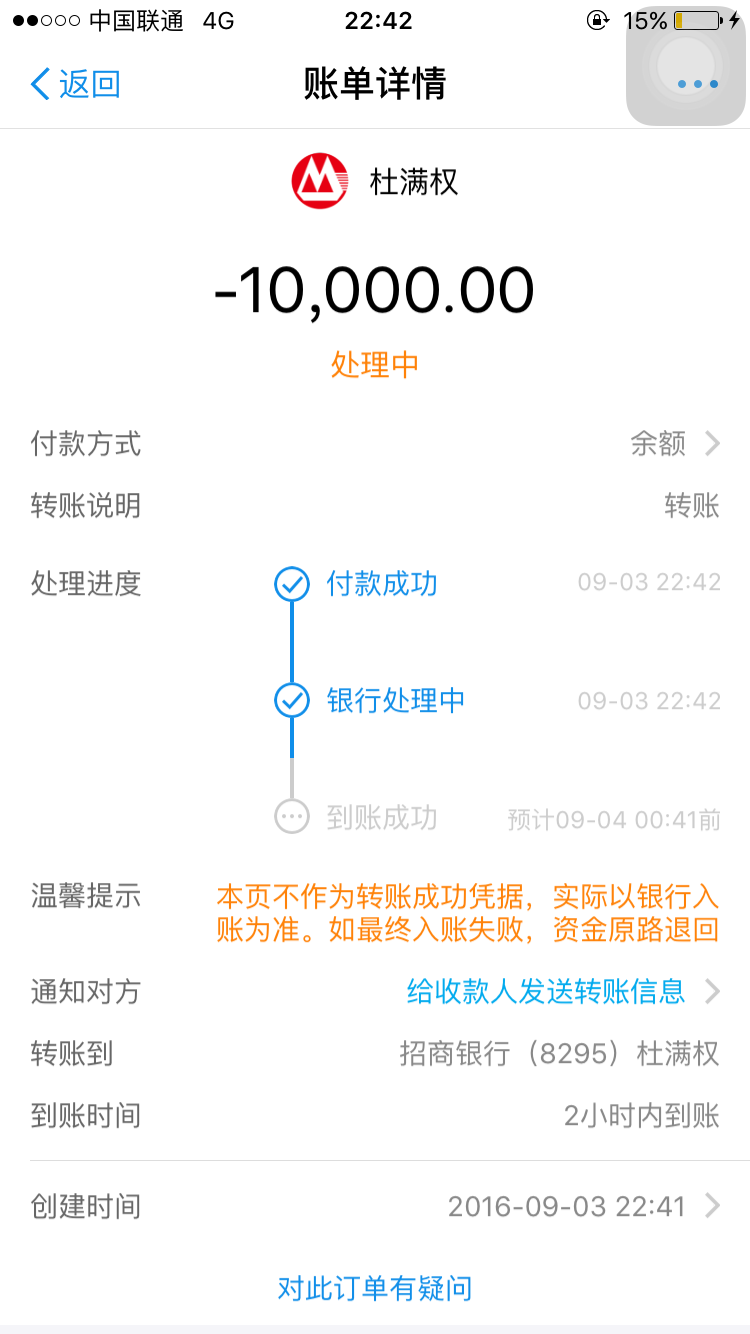 中国联通 4G 22:42 15%
返回 账单详情
杜满权
-10,000.00
处理中
付款方式 余额
转账说明 转账
处理进度 付款成功 09-03 22:42
银行处理中 09-03 22:42
到账成功 预计09-04 00:41前
温馨提示 本页不作为转账成功凭据，实际以银行入
账为准。如最终入账失败，资金原路退回
通知对方 给收款人发送转账信息
转账到 招商银行（8295）杜满权
到账时间 2小时内到账
创建时间 2016-09-03 22:41
对此订单有疑问